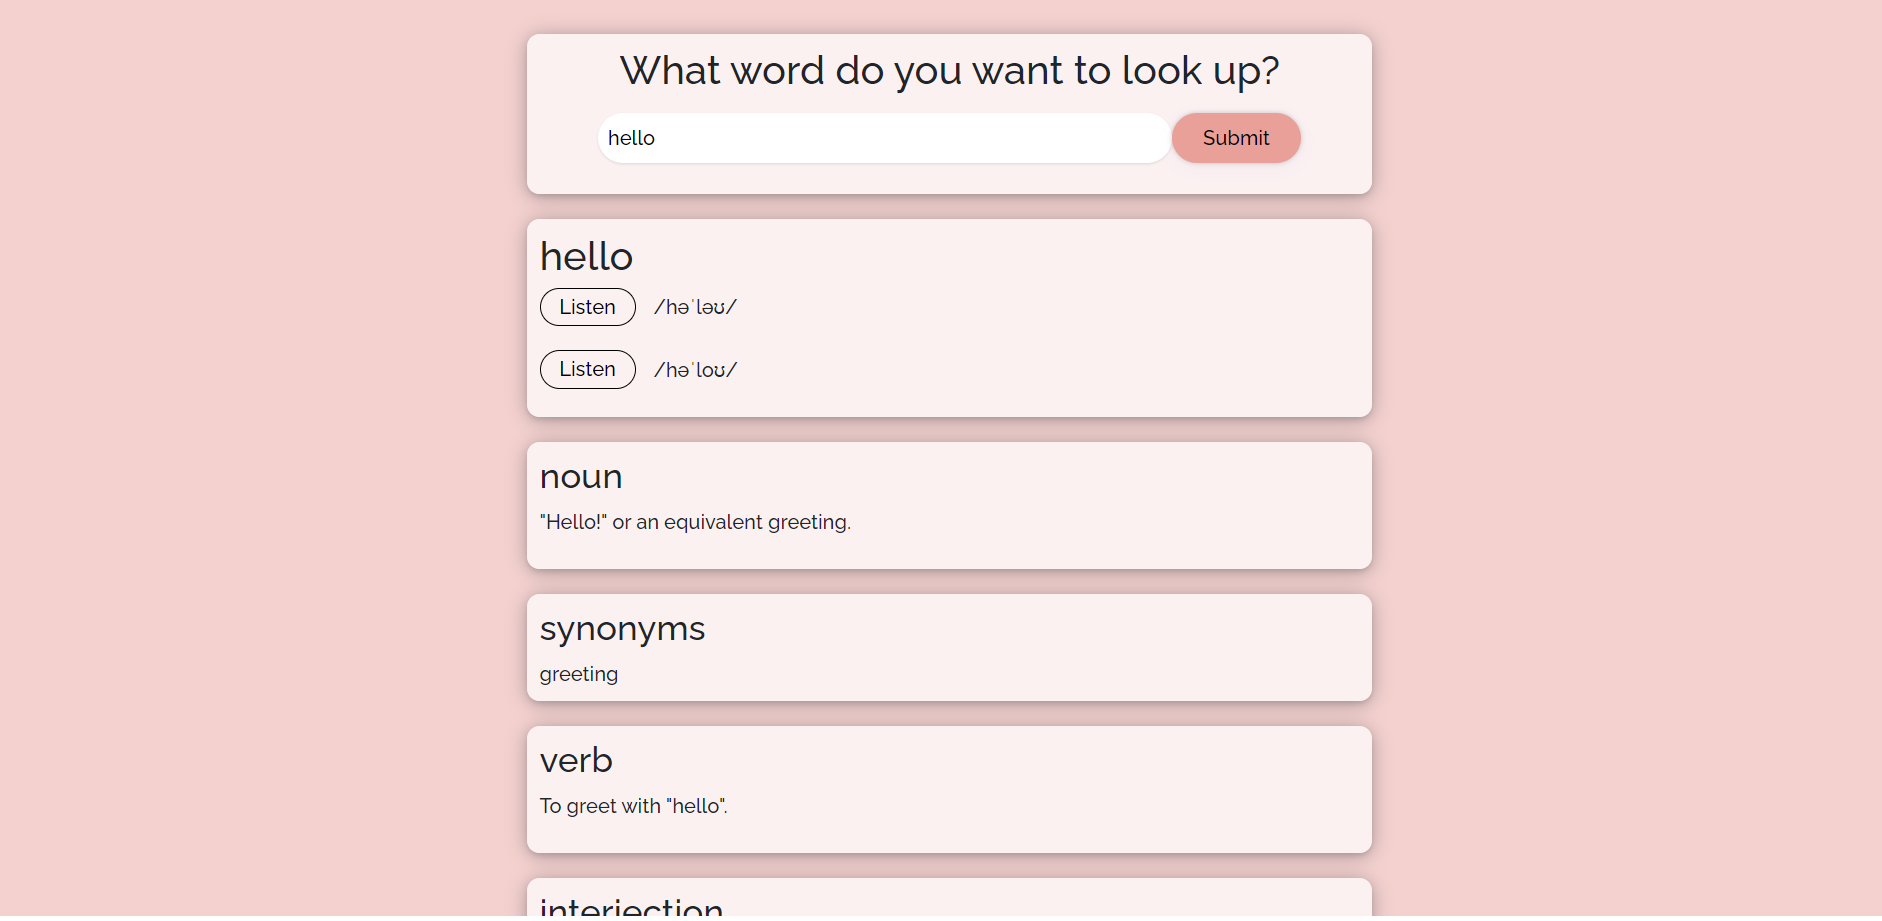 What word do you want to look up?
hello
Submit
hello
Listen /həˈləʊ/
Listen /həˈloʊ/
noun
"Hello!" or an equivalent greeting.
synonyms
greeting
verb
To greet with "hello".
interjection